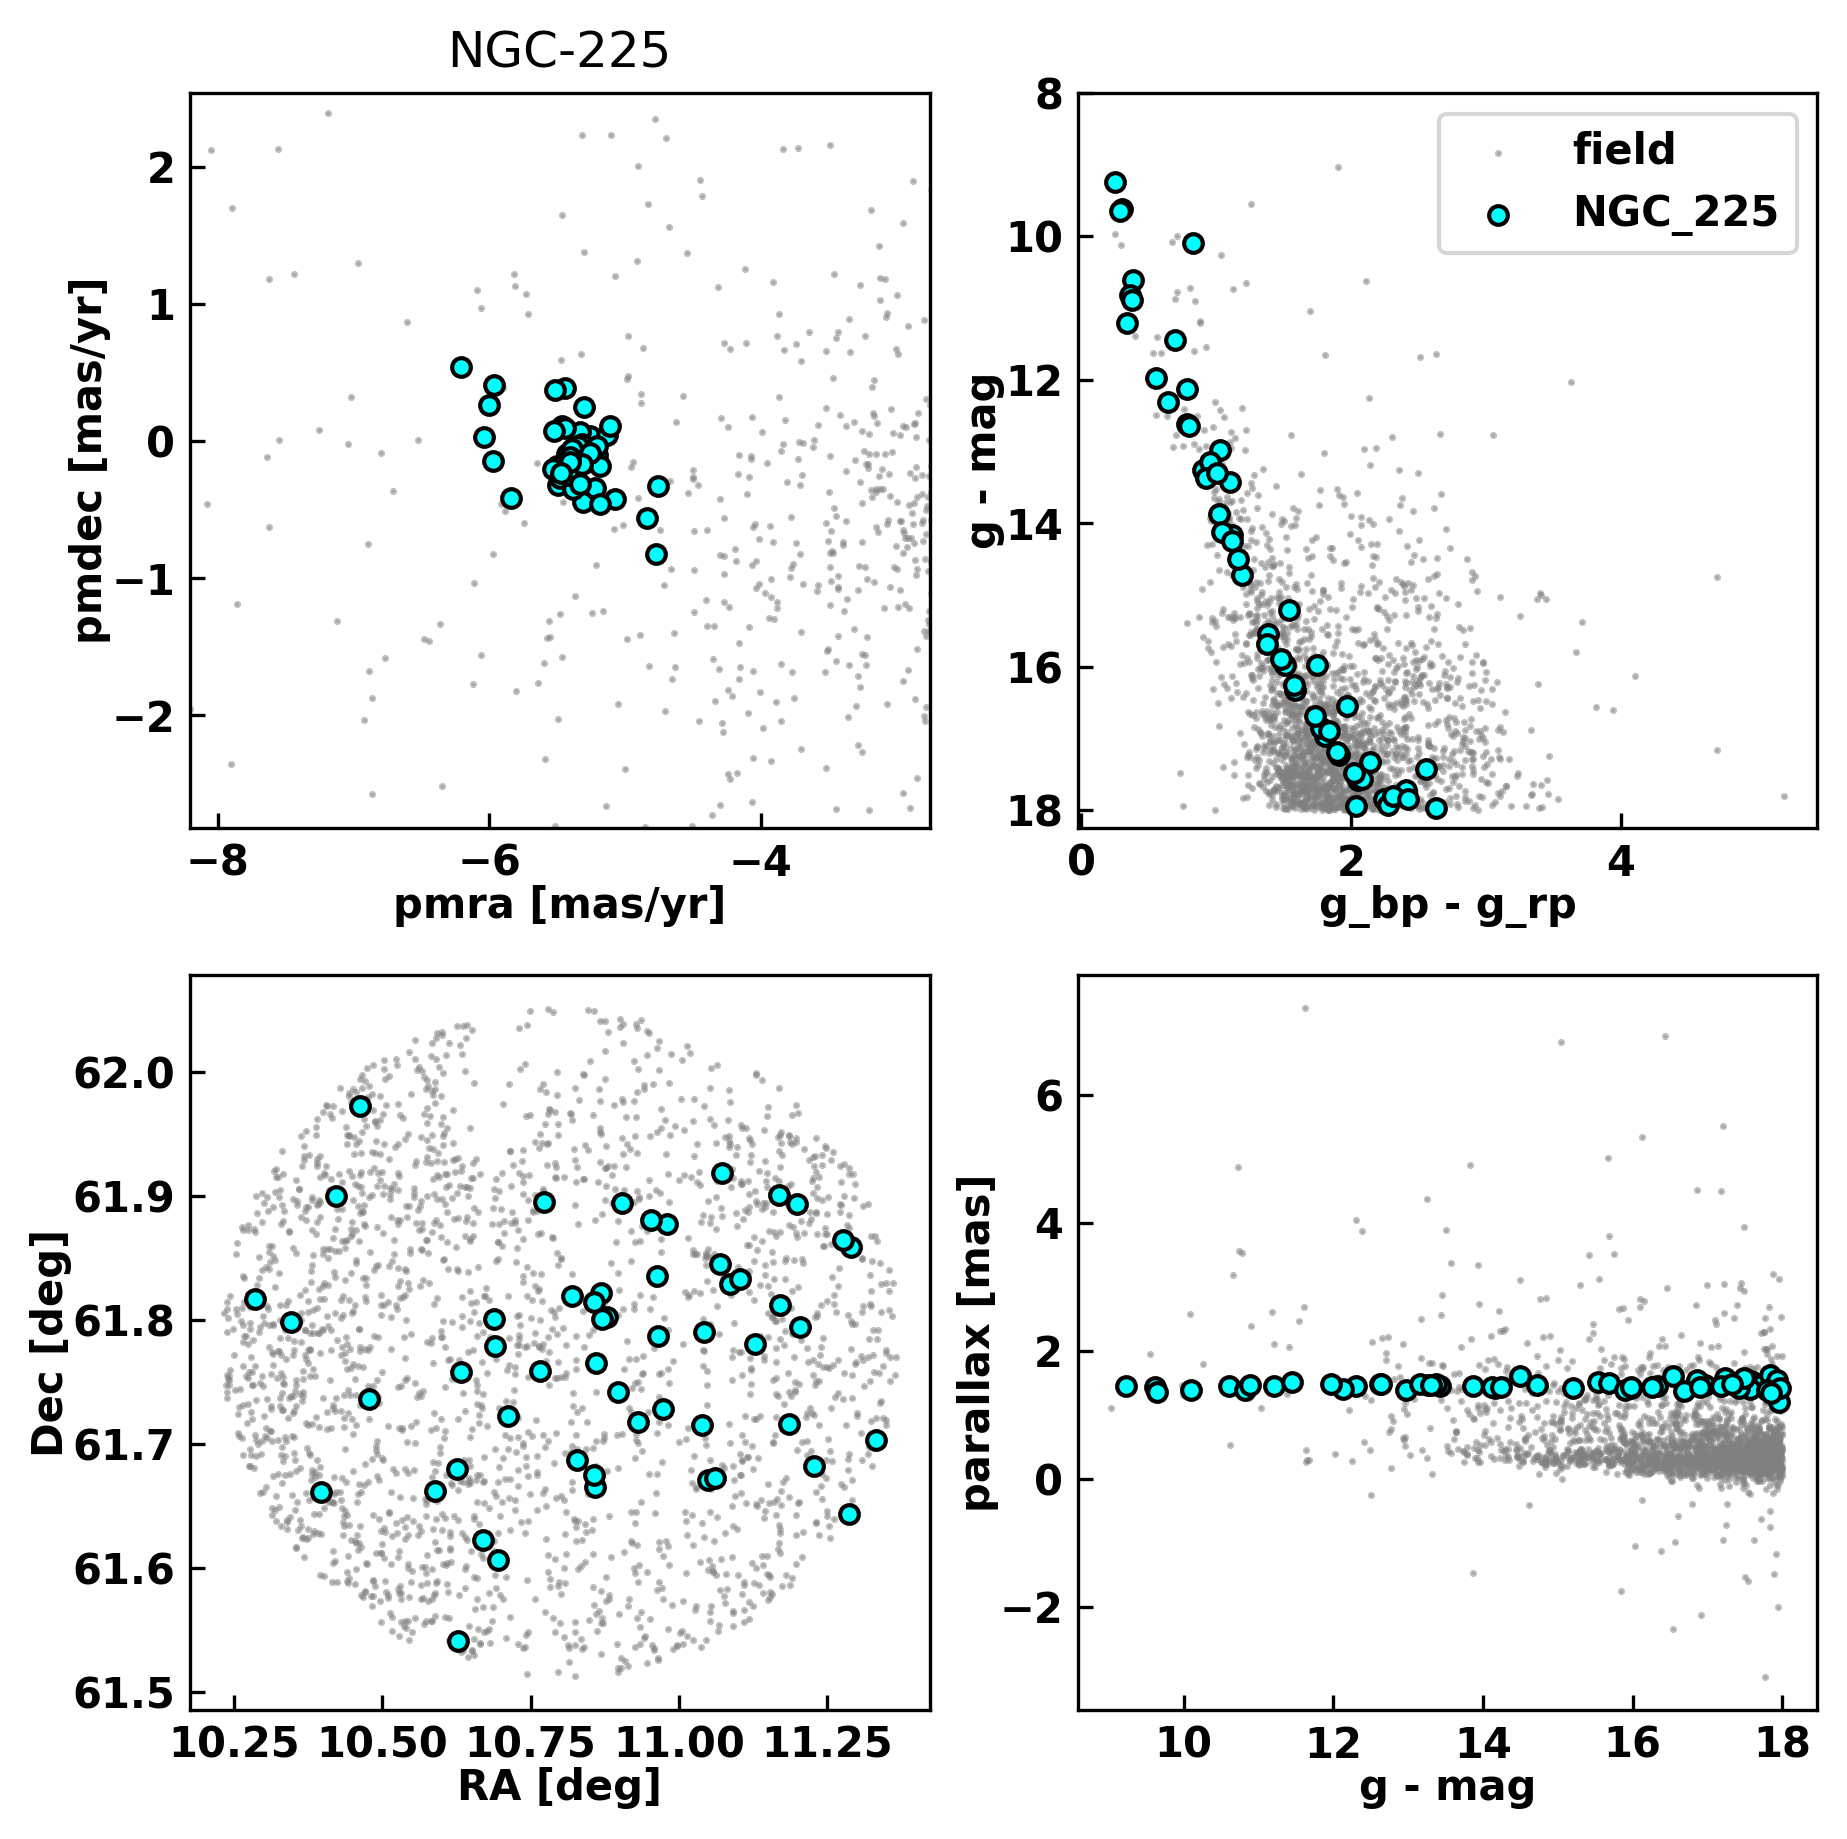 NGC-225
2
1
0
−1
−2
pmdec [mas/yr]
−8 −6 −4
pmra [mas/yr]
8
10
12
14
16
18
g - mag
field
NGC_225
0 2 4
g_bp - g_rp
62.0
61.9
61.8
61.7
61.6
61.5
Dec [deg]
10.25 10.50 10.75 11.00 11.25
RA [deg]
6
4
2
0
−2
parallax [mas]
10 12 14 16 18
g - mag